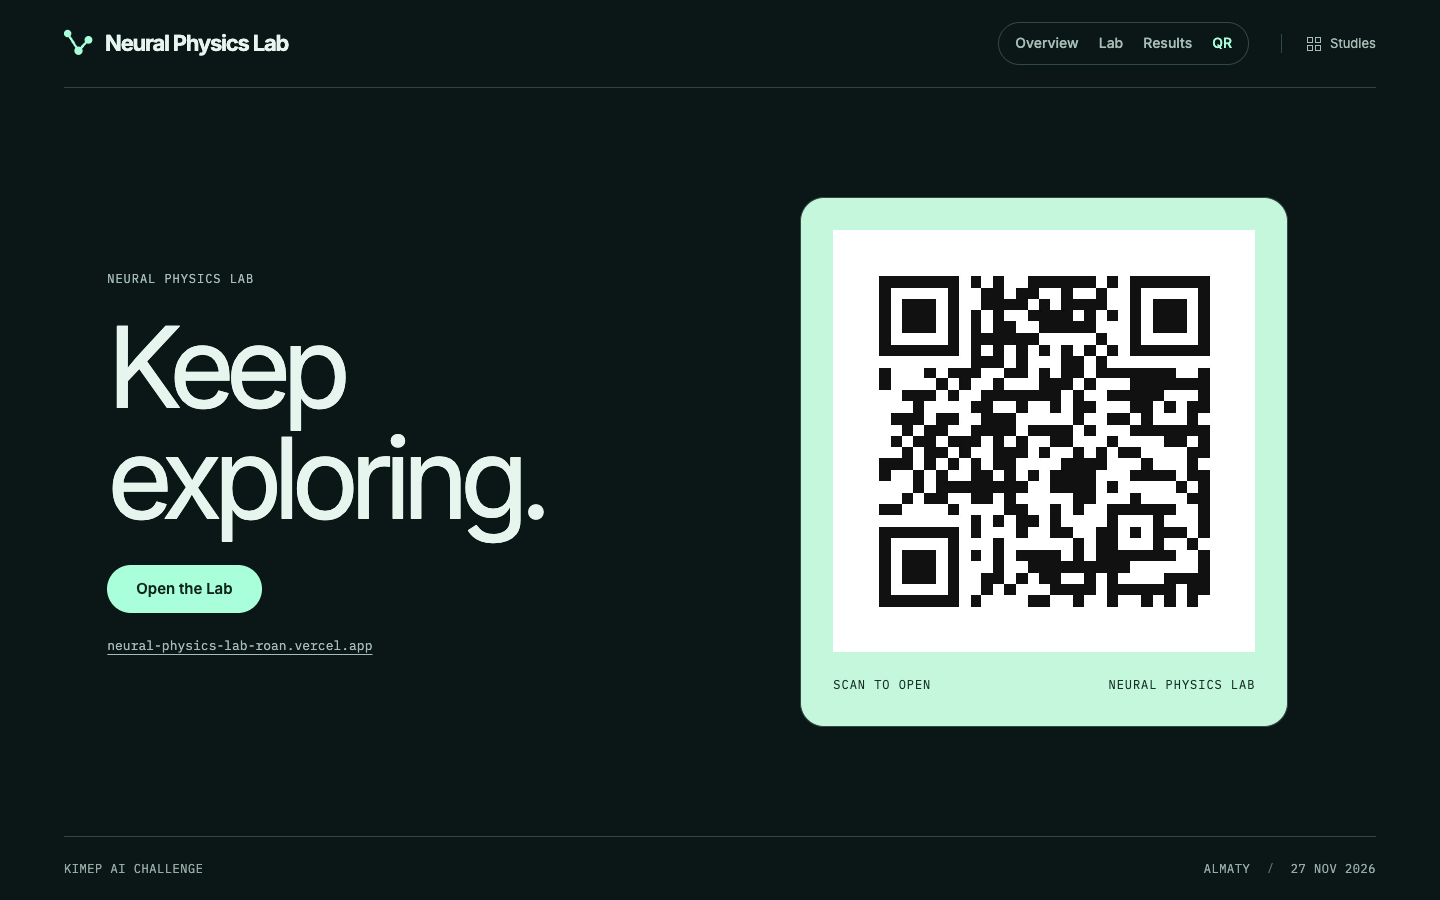 Neural Physics Lab
Overview Lab Results QR Studies
NEURAL PHYSICS LAB
Keep
exploring.
Open the Lab
neural-physics-lab-roan.vercel.app
SCAN TO OPEN NEURAL PHYSICS LAB
KIMEP AI CHALLENGE
ALMATY / 27 NOV 2026